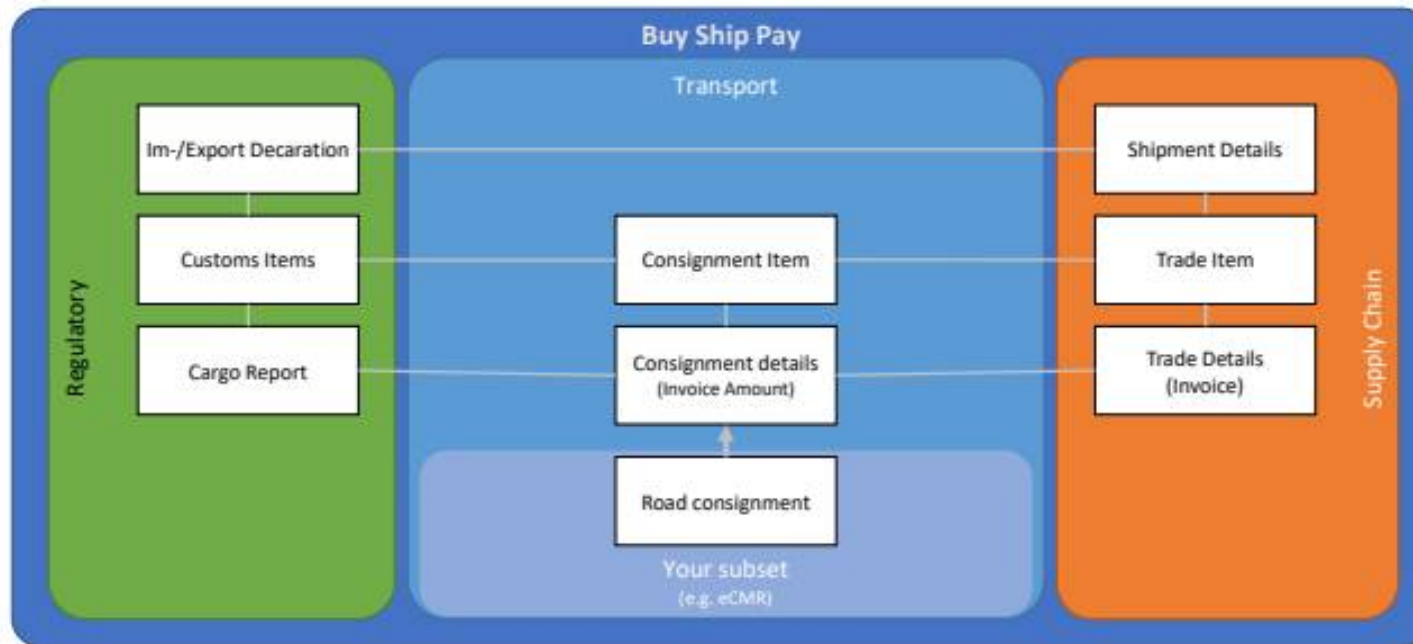 Buy Ship Pay
Transport
Regulatory
Im-/Export Decaration
Customs Items
Cargo Report
Consignment Item
Consignment details
(Invoice Amount)
Road consignment
Your subset
(e.g. eCMR)
Shipment Details
Trade Item
Trade Details
(Invoice)
Supply Chain